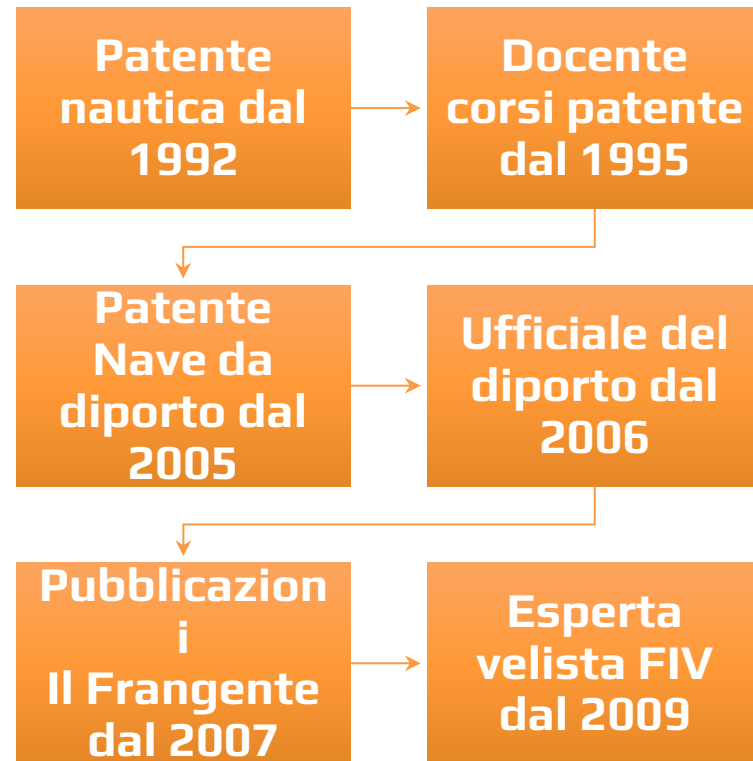 Patente
nautica dal
1992
Docente
corsi patente
dal 1995
Patente
Nave da
diporto dal
2005
Ufficiale del
diporto dal
2006
Pubblicazion
i
Il Frangente
dal 2007
Esperta
velista FIV
dal 2009